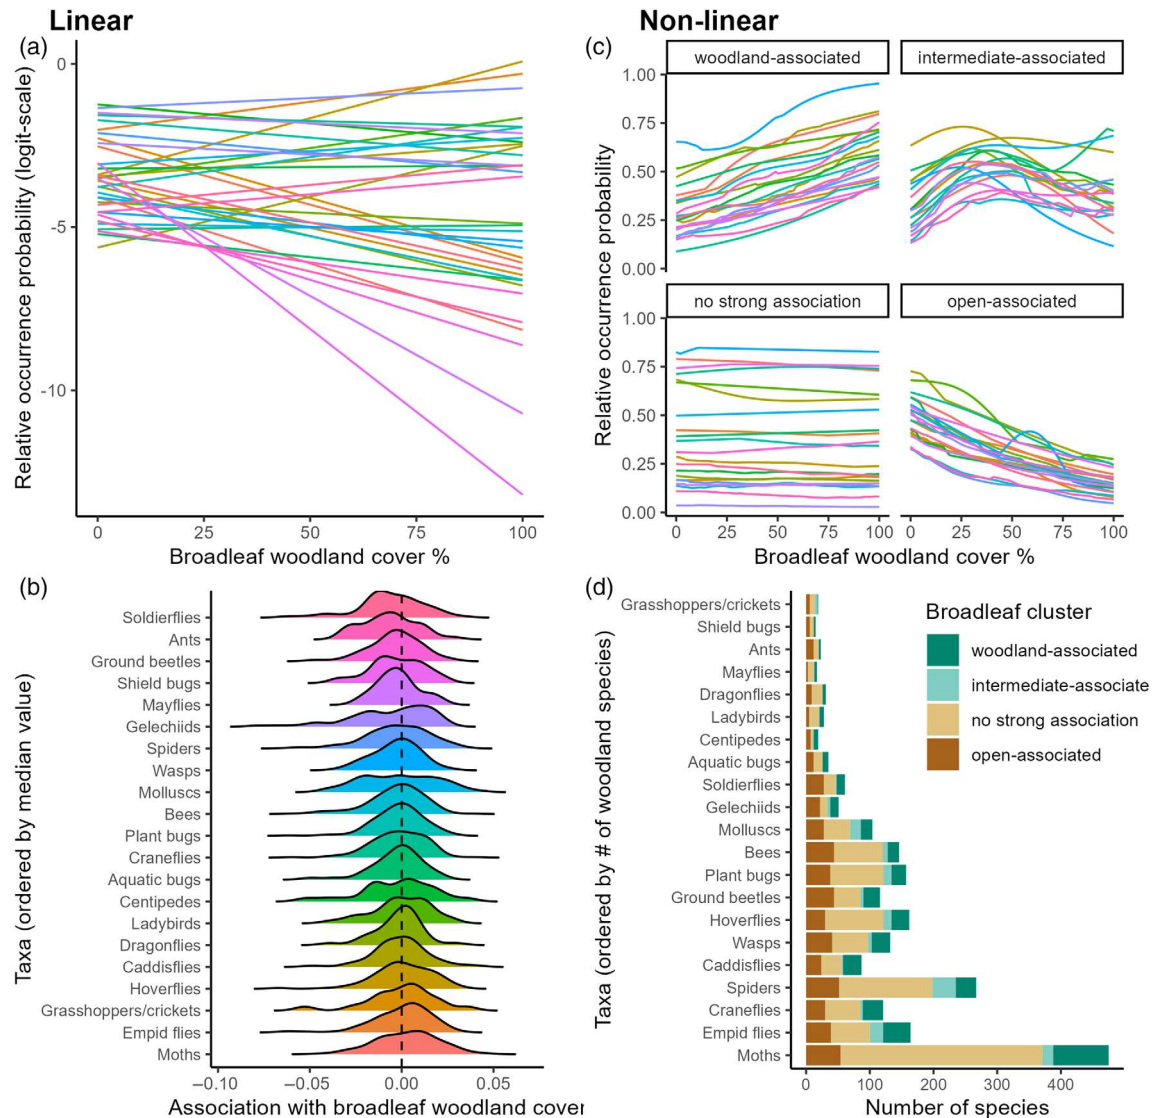 Linear
Non-linear
(a)
(c)
Relative occurrence probability (logit-scale)
0
-5
-10
0
25
50
75
100
Broadleaf woodland cover %
woodland-associated
intermediate-associated
Relative occurrence probability
1.00
0.75
0.50
0.25
0.00
no strong association
open-associated
Relative occurrence probability
1.00
0.75
0.50
0.25
0.00
0
25
50
75
100
0
25
50
75
100
Broadleaf woodland cover %
(b)
Taxa (ordered by median value)
Soldierflies
Ants
Ground beetles
Shield bugs
Mayflies
Gelechiids
Spiders
Wasps
Molluscs
Bees
Plant bugs
Craneflies
Aquatic bugs
Centipedes
Ladybirds
Dragonflies
Caddisflies
Hoverflies
Grasshoppers/crickets
Empid flies
Moths
−0.10
−0.05
0.00
0.05
Association with broadleaf woodland cover
(d)
Taxa (ordered by # of woodland species)
Grasshoppers/crickets
Shield bugs
Ants
Mayflies
Dragonflies
Ladybirds
Centipedes
Aquatic bugs
Soldierflies
Gelechiids
Molluscs
Bees
Plant bugs
Ground beetles
Hoverflies
Wasps
Caddisflies
Spiders
Craneflies
Empid flies
Moths
0
100
200
300
400
Number of species
Broadleaf cluster
woodland-associated
intermediate-associate
no strong association
open-associated